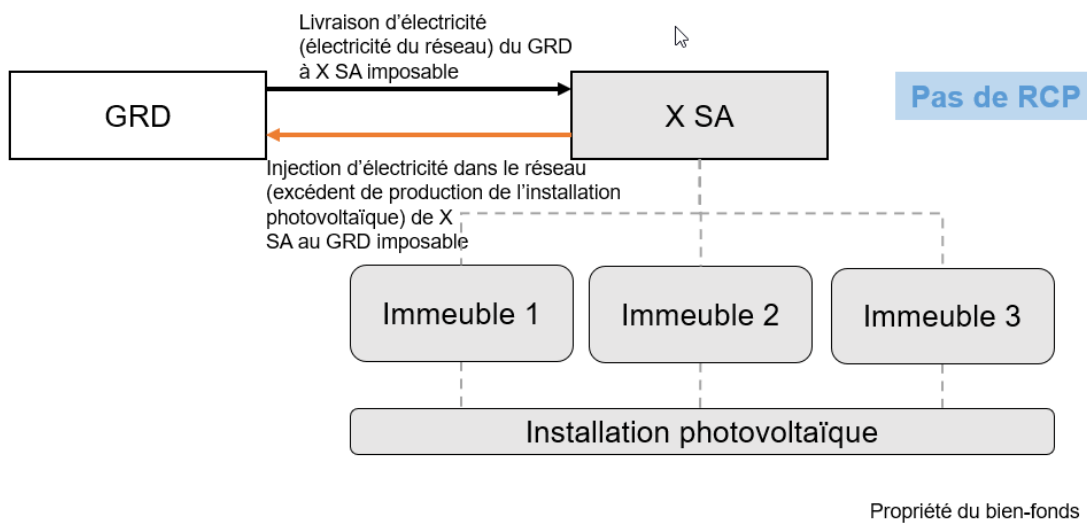 Livraison d’électricité
(électricité du réseau) du GRD
à X SA imposable
GRD
X SA
Pas de RCP
Injection d’électricité dans le réseau
(excédent de production de l’installation
photovoltaïque) de X
SA au GRD imposable
Immeuble 1
Immeuble 2
Immeuble 3
Installation photovoltaïque
Propriété du bien-fonds